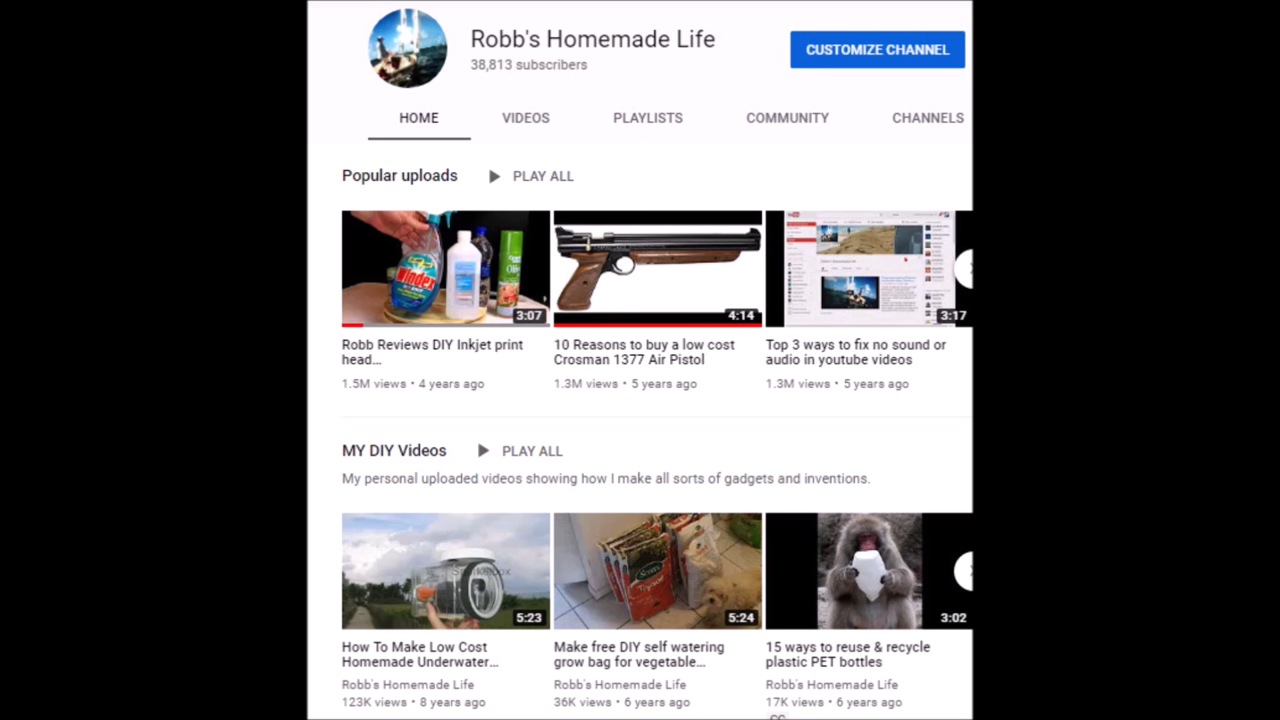 Robb's Homemade Life
38,813 subscribers
CUSTOMIZE CHANNEL
HOME VIDEOS PLAYLISTS COMMUNITY CHANNELS
Popular uploads PLAY ALL
Windex
3:07
4:14
3:17
Robb Reviews DIY Inkjet print
head...
1.5M views • 4 years ago
10 Reasons to buy a low cost
Crosman 1377 Air Pistol
1.3M views • 5 years ago
Top 3 ways to fix no sound or
audio in youtube videos
1.3M views • 5 years ago
MY DIY Videos PLAY ALL
My personal uploaded videos showing how I make all sorts of gadgets and inventions.
Scotts
5:23
5:24
3:02
How To Make Low Cost
Homemade Underwater...
Robb's Homemade Life
123K views • 8 years ago
Make free DIY self watering
grow bag for vegetable...
Robb's Homemade Life
36K views • 6 years ago
15 ways to reuse & recycle
plastic PET bottles
Robb's Homemade Life
17K views • 6 years ago
CC